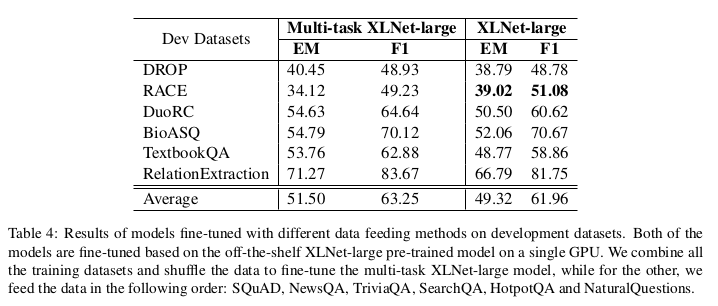 Dev Datasets Multi-task XLNet-large XLNet-large
EM F1 EM F1
DROP 40.45 48.93 38.79 48.78
RACE 34.12 49.23 39.02 51.08
DuoRC 54.63 64.64 50.50 60.62
BioASQ 54.79 70.12 52.06 70.67
TextbookQA 53.76 62.88 48.77 58.86
RelationExtraction 71.27 83.67 66.79 81.75
Average 51.50 63.25 49.32 61.96
Table 4: Results of models fine-tuned with different data feeding methods on development datasets. Both of the
models are fine-tuned based on the off-the-shelf XLNet-large pre-trained model on a single GPU. We combine all
the training datasets and shuffle the data to fine-tune the multi-task XLNet-large model, while for the other, we
feed the data in the following order: SQuAD, NewsQA, TriviaQA, SearchQA, HotpotQA and NaturalQuestions.